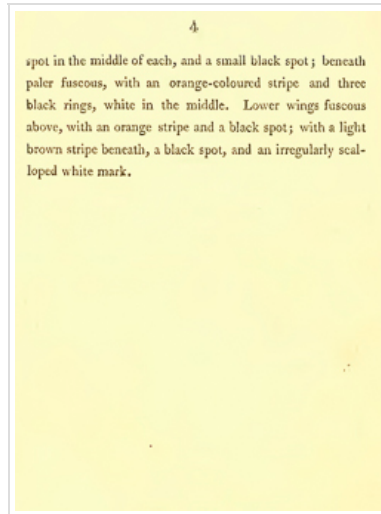 4
spot in the middle of each, and a small black spot; beneath
paler fuscous, with an orange-coloured stripe and three
black rings, white in the middle. Lower wings fuscous
above, with an orange stripe and a black spot; with a light
brown stripe beneath, a black spot, and an irregularly scal-
loped white mark.